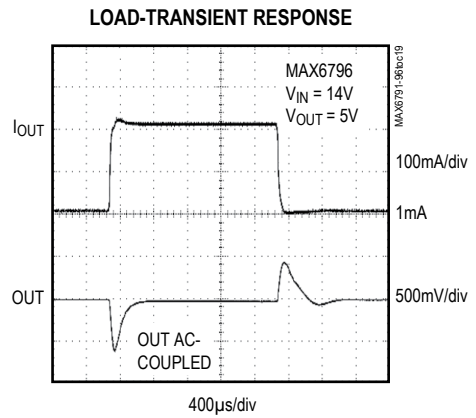 LOAD-TRANSIENT RESPONSE
MAX6791-96toc19
MAX6796
VIN = 14V
VOUT = 5V
IOUT
100mA/div
1mA
OUT
500mV/div
OUT AC-
COUPLED
400µs/div